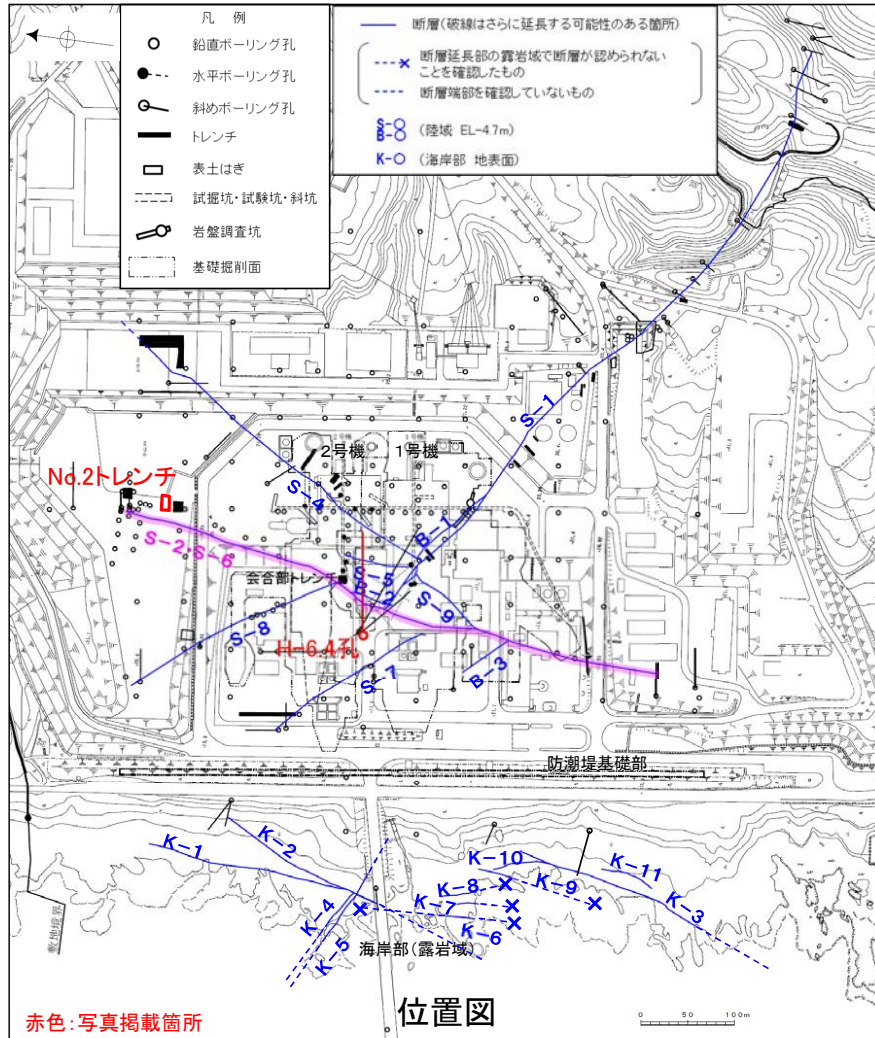 凡 例
鉛直ボーリング孔
水平ボーリング孔
斜めボーリング孔
トレンチ
表土はぎ
試掘坑・試験坑・斜坑
岩盤調査坑
基礎掘削面
断層(破線はさらに延長する可能性のある箇所)
断層延長部の露岩域で断層が認められない
ことを確認したもの
断層端部を確認していないもの
S-○
B-○
(陸域 EL-4.7m)
K-○ (海岸部 地表面)
S-1
2号機
1号機
No.2トレンチ
S-4
B-1
S-2・S-6
会合部トレンチ
S-5
S-9
S-8
H-6.4孔
S-7
B-3
防潮堤基礎部
K-1
K-2
K-10
K-11
K-8
K-9
K-7
K-3
K-4
K-6
K-5
海岸部(露岩域)
敷地境界
赤色:写真掲載箇所
位置図
0 50 100m